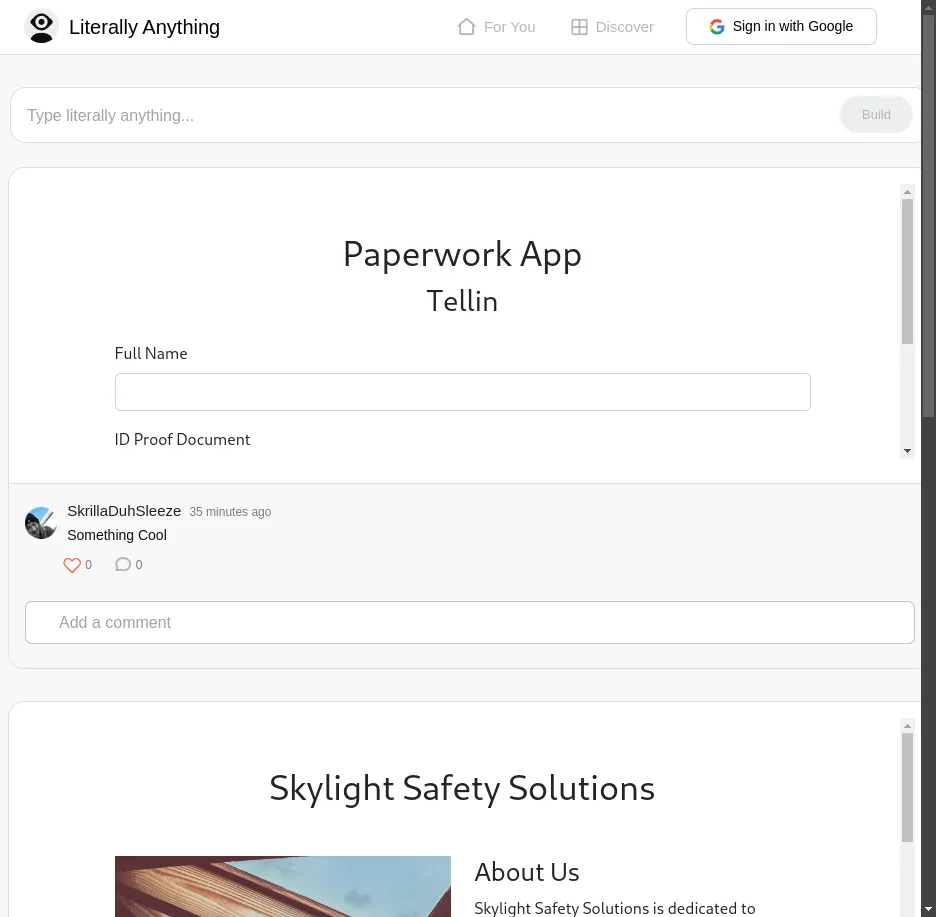 Literally Anything
For You
Discover
Sign in with Google
Type literally anything...
Build
Paperwork App
Tellin
Full Name
ID Proof Document
SkrillaDuhSleeze 35 minutes ago
Something Cool
0 0
Add a comment
Skylight Safety Solutions
About Us
Skylight Safety Solutions is dedicated to